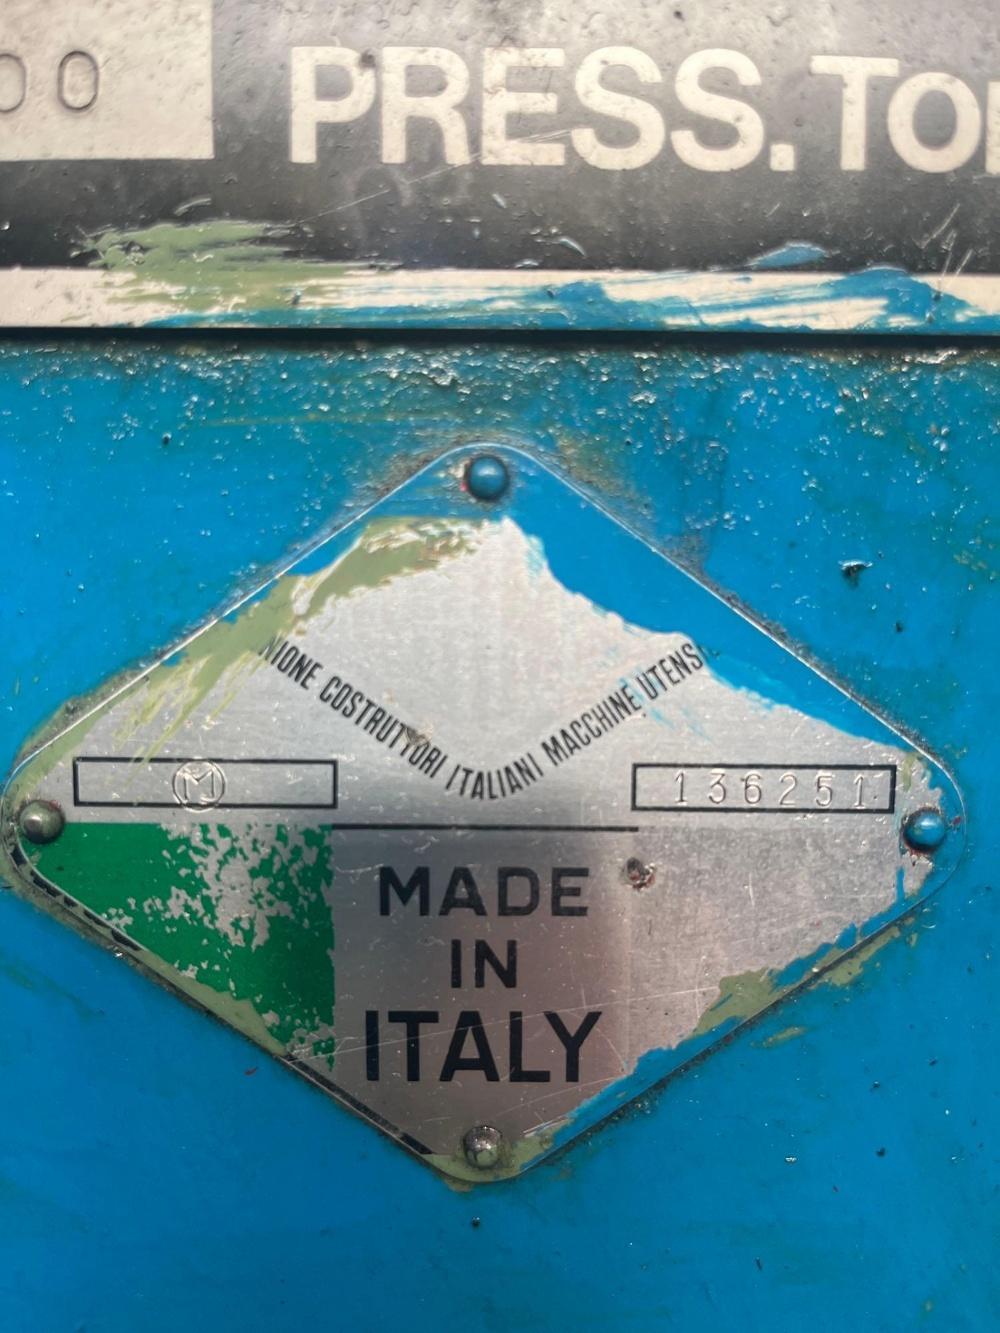 00 PRESS.To
NIONE COSTRUTTORI ITALIANI MACCHINE UTENS
M 136251
MADE
IN
ITALY